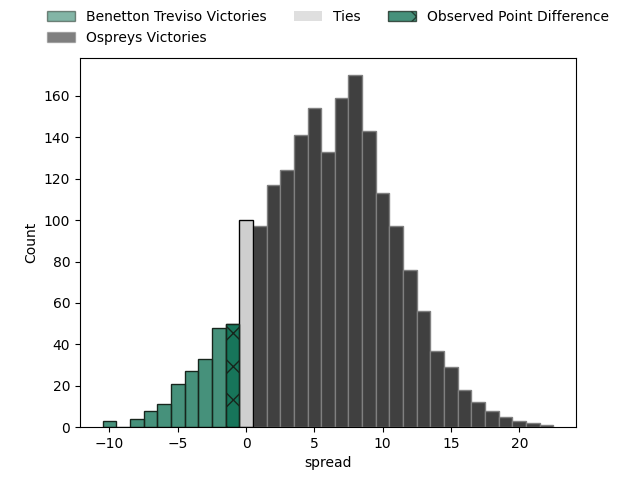 Benetton Treviso Victories
Ties
Observed Point Difference
Ospreys Victories
160
140
120
100
80
60
40
20
0
Count
−10
−5
0
5
10
15
20
spread